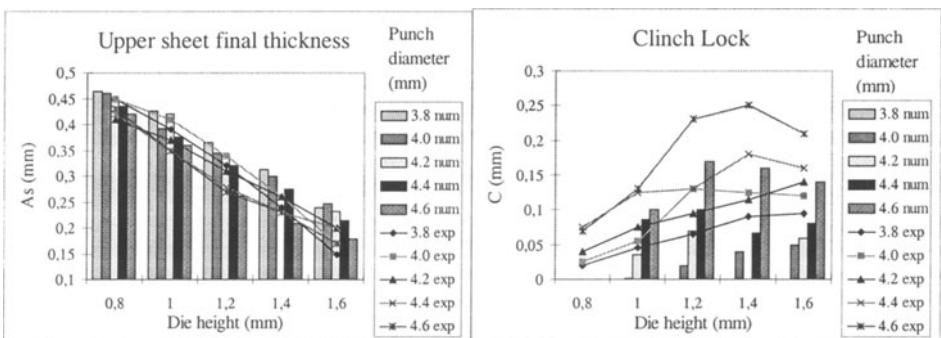 Upper sheet final thickness
Punch
diameter
(mm)
0,5
0,45
0,4
0,35
0,3
0,25
0,2
0,15
0,1
As (mm)
0,8 1 1,2 1,4 1,6
Die height (mm)
3.8 num
4.0 num
4.2 num
4.4 num
4.6 num
3.8 exp
4.0 exp
4.2 exp
4.4 exp
4.6 exp
Clinch Lock
Punch
diameter
(mm)
0,3
0,25
0,2
0,15
0,1
0,05
0
C (mm)
0,8 1 1,2 1,4 1,6
Die height (mm)
3.8 num
4.0 num
4.2 num
4.4 num
4.6 num
3.8 exp
4.0 exp
4.2 exp
4.4 exp
4.6 exp